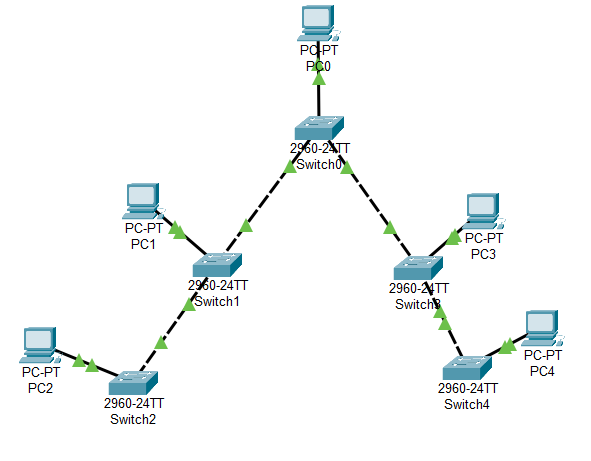 PC-PT
PC0
2960-24TT
Switch0
PC-PT
PC1
PC-PT
PC3
2960-24TT
Switch1
2960-24TT
Switch3
PC-PT
PC2
2960-24TT
Switch2
PC-PT
PC4
2960-24TT
Switch4